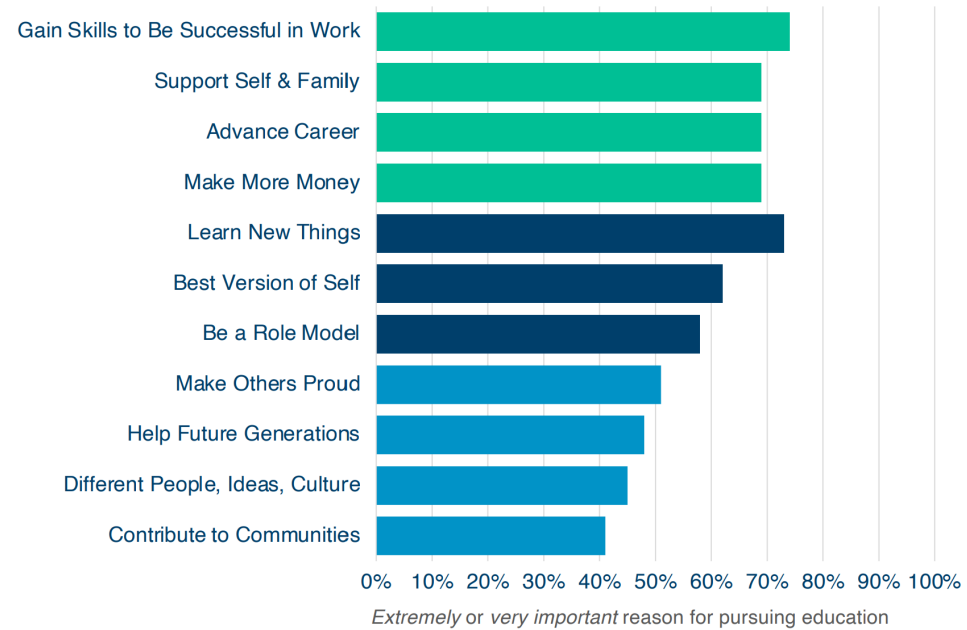 Gain Skills to Be Successful in Work
Support Self & Family
Advance Career
Make More Money
Learn New Things
Best Version of Self
Be a Role Model
Make Others Proud
Help Future Generations
Different People, Ideas, Culture
Contribute to Communities
0% 10% 20% 30% 40% 50% 60% 70% 80% 90% 100%
Extremely or very important reason for pursuing education